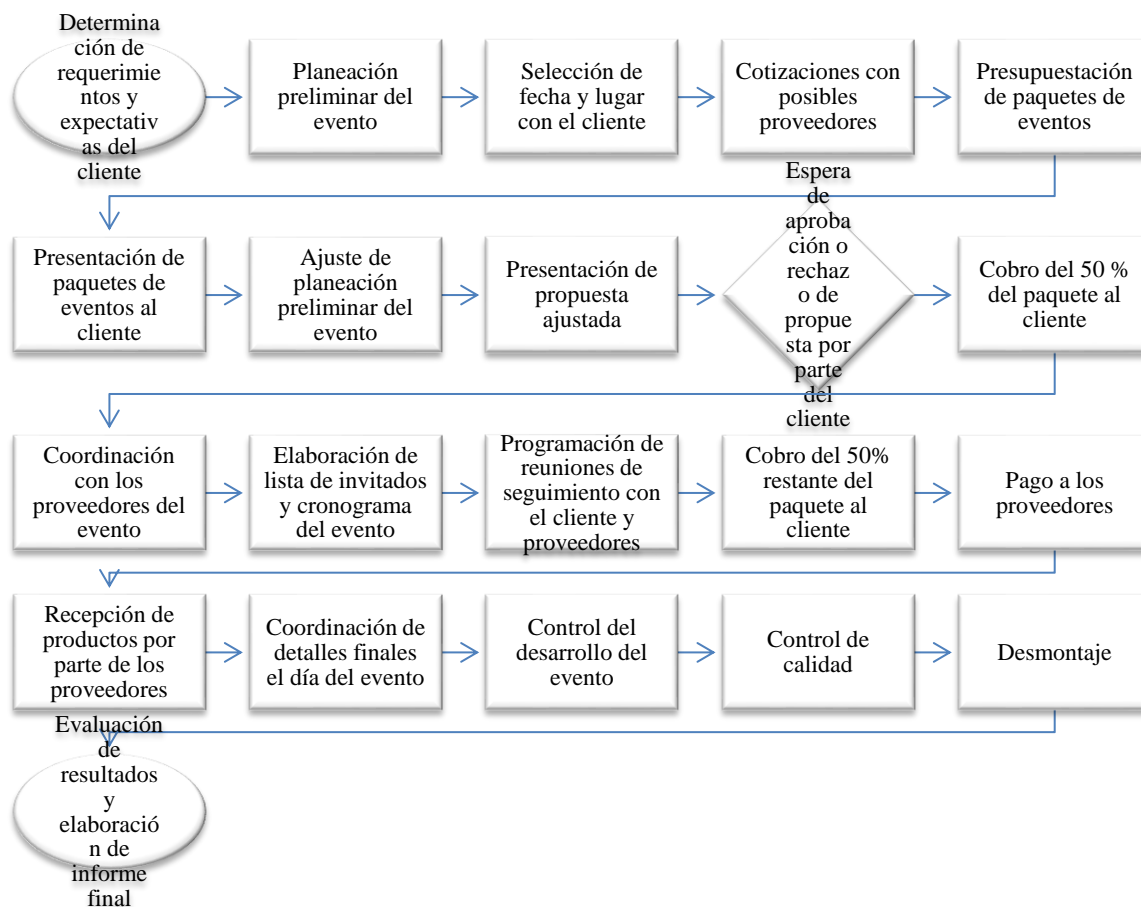 Determina
ción de
requerimie
ntos y
expectativ
as del
cliente
Planeación
preliminar del
evento
Selección de
fecha y lugar
con el cliente
Cotizaciones con
posibles
proveedores
Presupuestación
de paquetes de
eventos
Presentación de
paquetes de
eventos al
cliente
Ajuste de
planeación
preliminar del
evento
Presentación de
propuesta
ajustada
Espera
de
aprobación o
rechaz
o de
propue
sta por
parte
del
cliente
Cobro del 50 %
del paquete al
cliente
Coordinación
con los
proveedores del
evento
Elaboración de
lista de invitados
y cronograma
del evento
Programación de
reuniones de
seguimiento con
el cliente y
proveedores
Cobro del 50%
restante del
paquete al
cliente
Pago a los
proveedores
Recepción de
productos por
parte de los
proveedores
Coordinación de
detalles finales
el día del evento
Control del
desarrollo del
evento
Control de
calidad
Desmontaje
Evaluación
de
resultados
y
elaboració
n de
informe
final